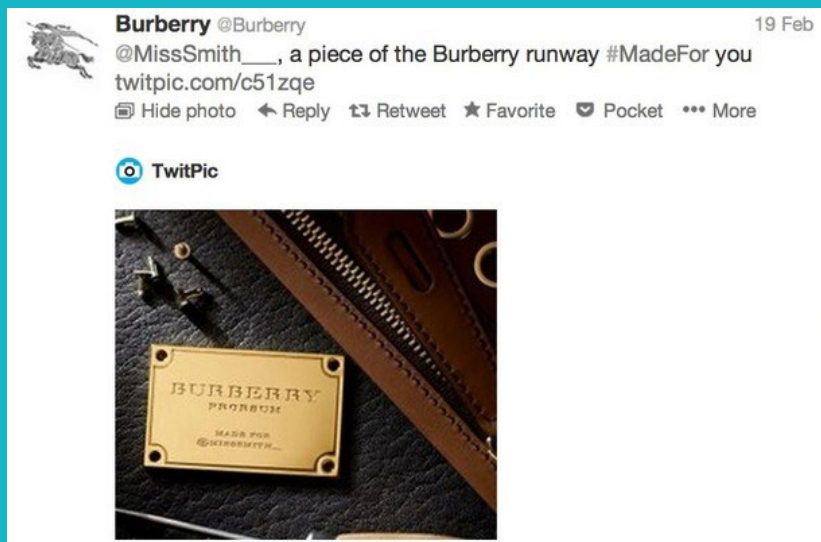 Burberry @Burberry 19 Feb
@MissSmith___, a piece of the Burberry runway #MadeFor you
twitpic.com/c51zqe
Hide photo Reply Retweet Favorite Pocket ••• More
TwitPic
BURBERRY
PRORSUM
MADE FOR
@MISSSMITH__